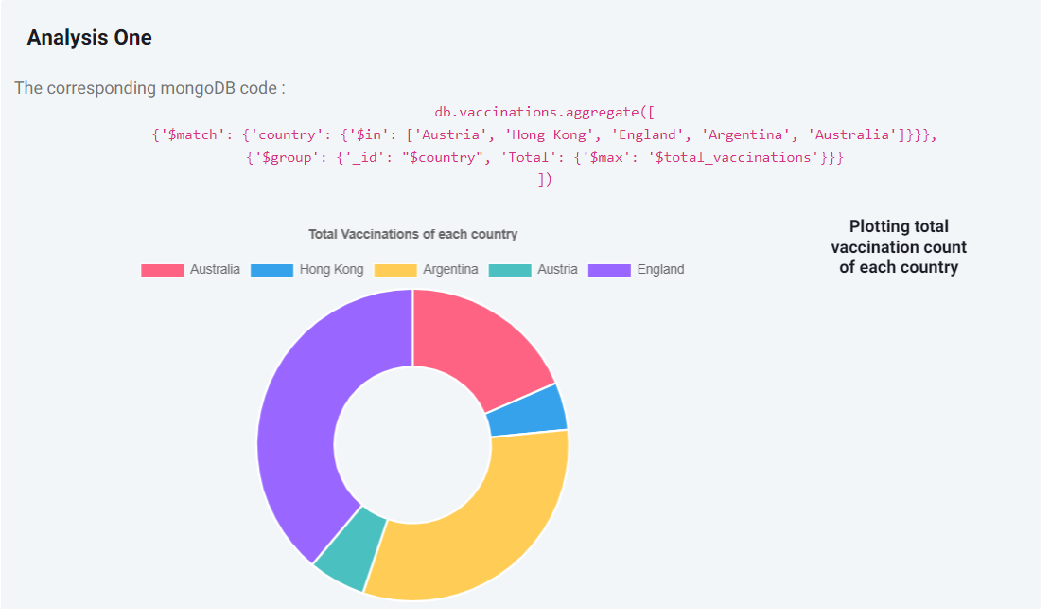 Analysis One
The corresponding mongoDB code :
db.vaccinations.aggregate([
{'$match': {'country': {'$in': ['Austria', 'Hong Kong', 'England', 'Argentina', 'Australia']}}},
{'$group': {'_id': "$country", 'Total': {'$max': '$total_vaccinations'}}}
])
Total Vaccinations of each country
Australia Hong Kong Argentina Austria England
Plotting total
vaccination count
of each country